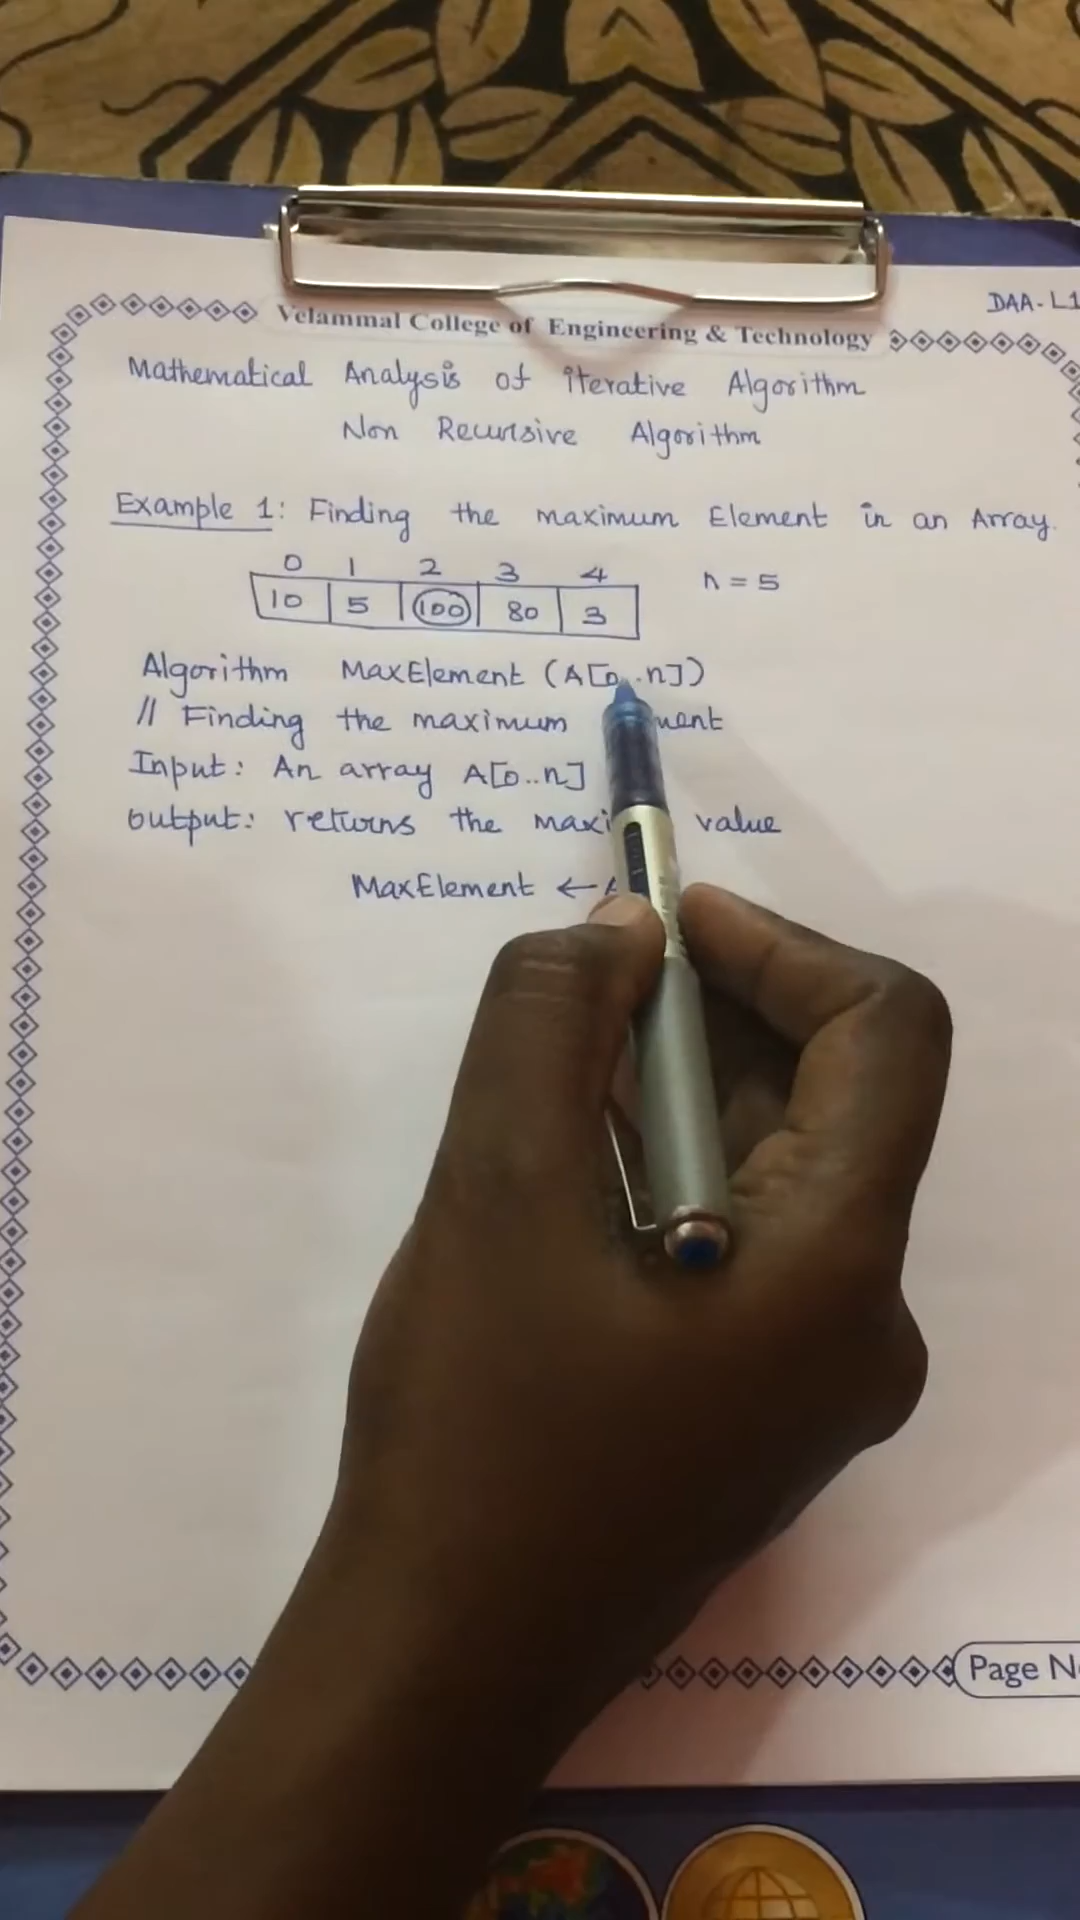 DAA-L1
Velammal College of Engineering & Technology
Mathematical Analysis of iterative Algorithm
Non Recursive Algorithm
Example 1: Finding the maximum Element in an Array.
0 1 2 3 4
10 5 100 80 3 n = 5
Algorithm MaxElement (A[0..n])
// Finding the maximum
Input: An array A[0..n]
output: returns the value
MaxElement ←
Page